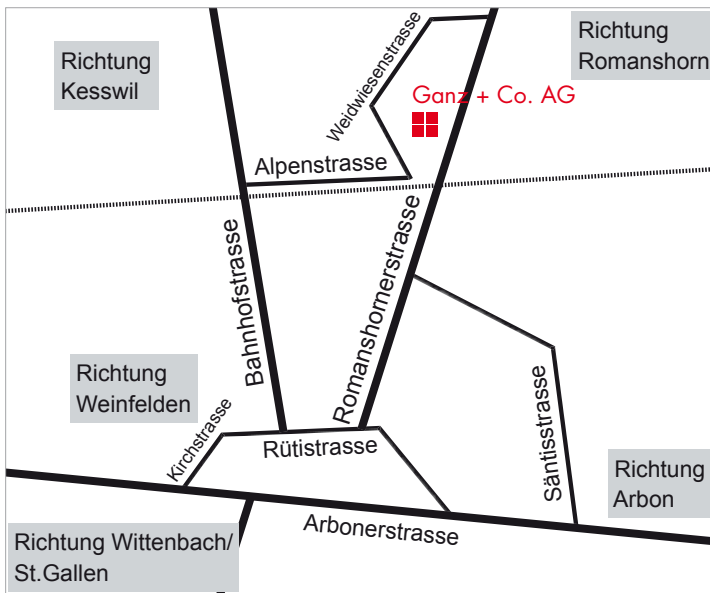 Richtung
Kesswil
Weidwiesenstrasse
Richtung
Romanshorn
Ganz + Co. AG
Alpenstrasse
Bahnhofstrasse
Romanshornerstrasse
Richtung
Weinfelden
Kirchstrasse
Rütistrasse
Säntisstrasse
Richtung
Arbon
Arbonerstrasse
Richtung Wittenbach/
St.Gallen